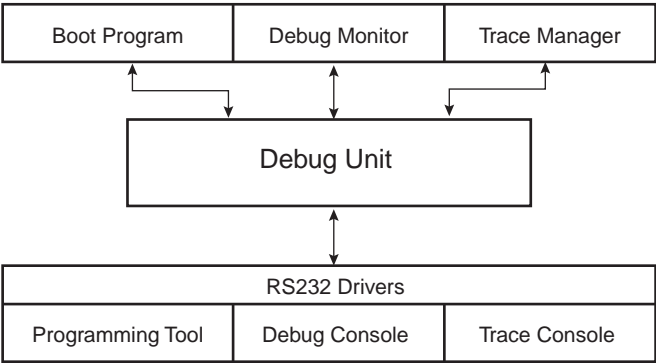 Boot Program Debug Monitor Trace Manager
Debug Unit
RS232 Drivers
Programming Tool Debug Console Trace Console